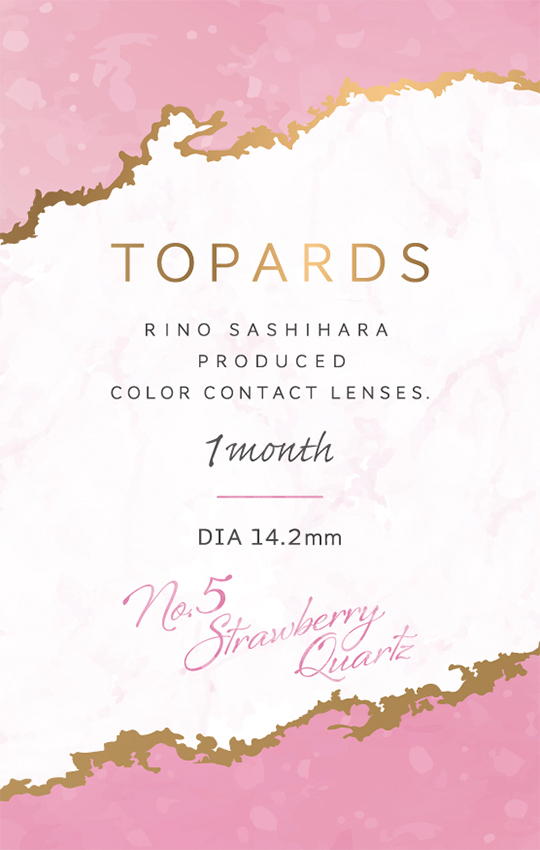 TOPARDS
RINO SASHIHARA
PRODUCED
COLOR CONTACT LENSES.
1month
DIA 14.2mm
No.5
Strawberry
Quartz